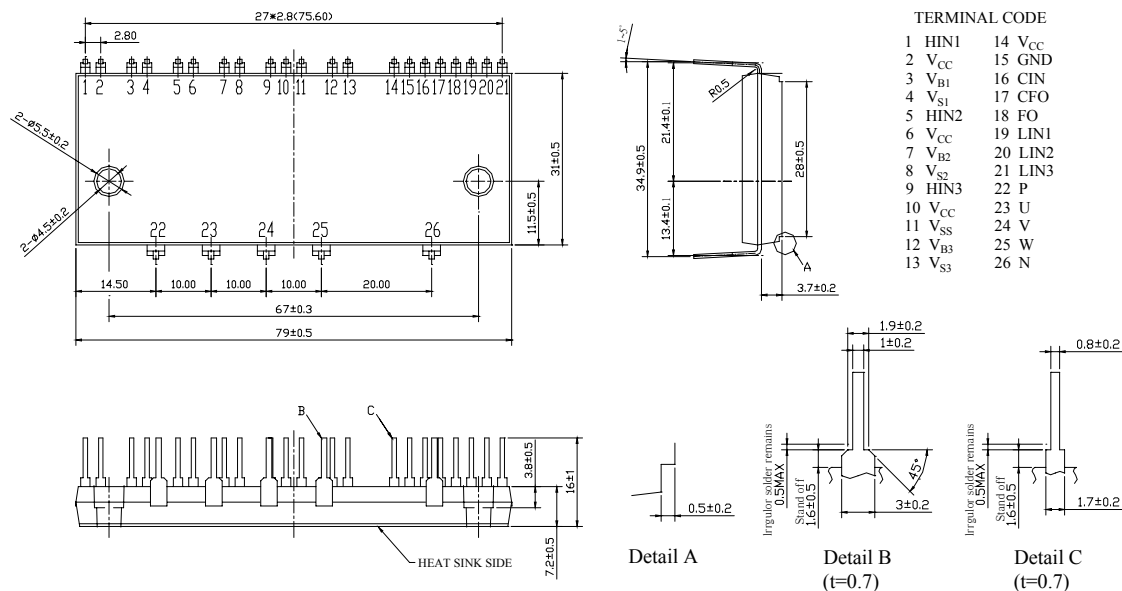 27*2.8(75.60)
2.80
1 2 3 4 5 6 7 8 9 10 11 12 13 14 15 16 17 18 19 20 21
2-ø5.5±0.2
2-ø4.5±0.2
22 23 24 25 26
11.5±0.5
31±0.5
14.50 10.00 10.00 10.00 20.00
67±0.3
79±0.5
1-5°
R0.5
21.4±0.1
34.9±0.5
13.4±0.1
28±0.5
A
3.7±0.2
TERMINAL CODE
1 HIN1
2 VCC
3 VB1
4 VS1
5 HIN2
6 VCC
7 VB2
8 VS2
9 HIN3
10 VCC
11 VSS
12 VB3
13 VS3
14 VCC
15 GND
16 CIN
17 CFO
18 FO
19 LIN1
20 LIN2
21 LIN3
22 P
23 U
24 V
25 W
26 N
B
C
3.8±0.5
16±1
7.2±0.5
HEAT SINK SIDE
0.5±0.2
Detail A
1.9±0.2
1±0.2
Irrgulor solder remains
0.5MAX
Stand off
1.6±0.5
45°
3±0.2
Detail B
(t=0.7)
0.8±0.2
Irrgulor solder remains
0.5MAX
Stand off
1.6±0.5
1.7±0.2
Detail C
(t=0.7)